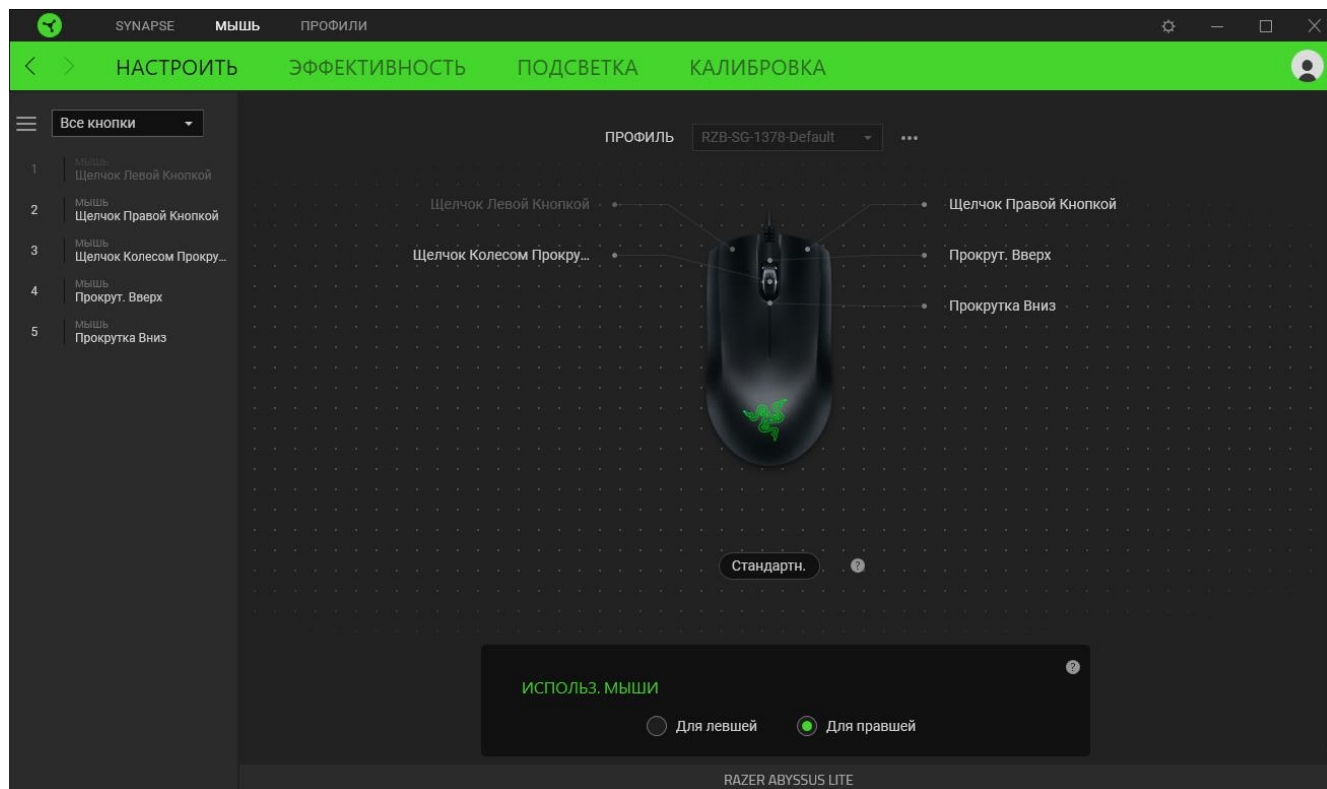 SYNAPSE МЫШЬ ПРОФИЛИ
НАСТРОИТЬ ЭФФЕКТИВНОСТЬ ПОДСВЕТКА КАЛИБРОВКА
Все кнопки
ПРОФИЛЬ RZB-SG-1378-Default
1 МЫШЬ
Щелчок Левой Кнопкой
2 МЫШЬ
Щелчок Правой Кнопкой
3 МЫШЬ
Щелчок Колесом Прокру...
4 МЫШЬ
Прокрут. Вверх
5 МЫШЬ
Прокрутка Вниз
Щелчок Левой Кнопкой
Щелчок Колесом Прокру...
Щелчок Правой Кнопкой
Прокрут. Вверх
Прокрутка Вниз
Стандартн. ?
?
ИСПОЛЬЗ. МЫШИ
Для левшей Для правшей
RAZER ABYSSUS LITE